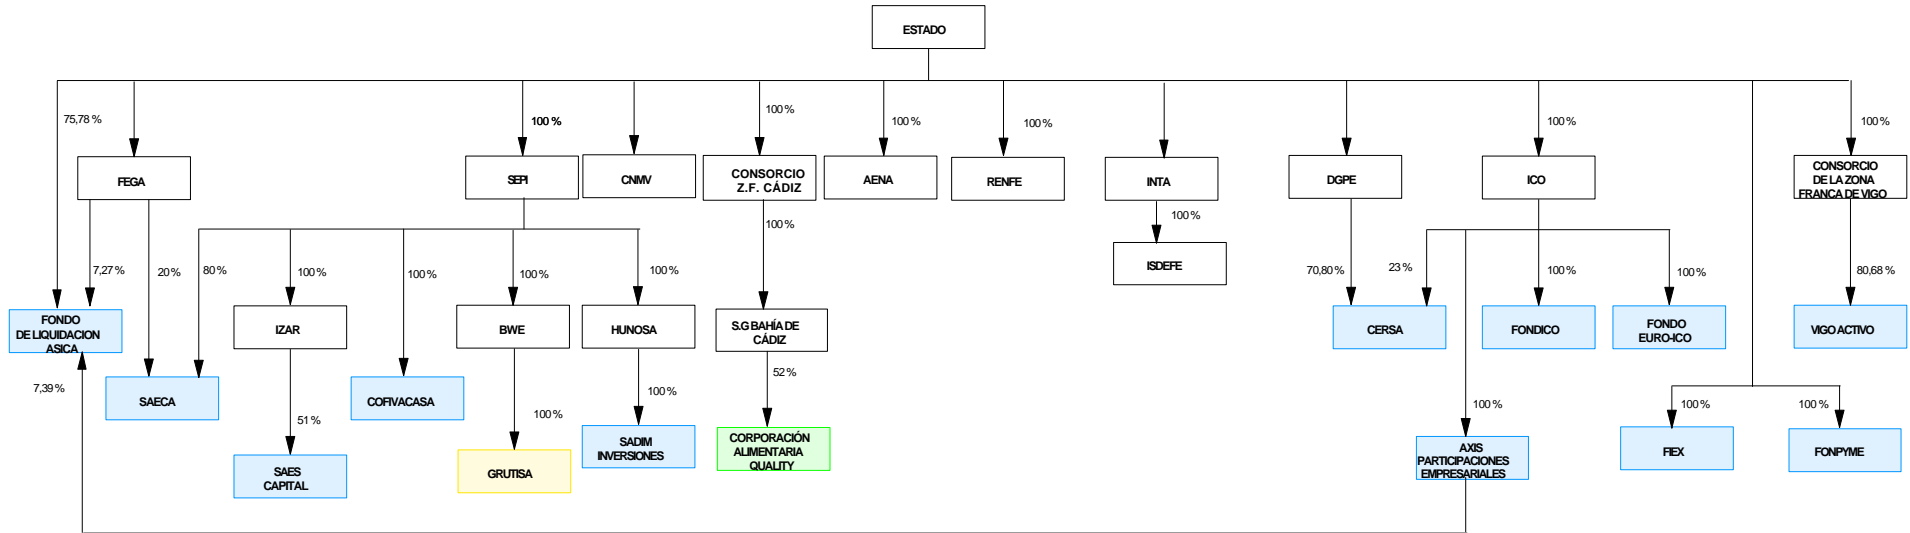 ESTADO
75,78 %
100 %
100 %
100 %
100 %
100 %
100 %
FEGA
SEPI
CNMV
CONSORCIO
Z.F. CÁDIZ
AENA
RENFE
INTA
DGPE
ICO
CONSORCIO
DE LA ZONA
FRANCA DE VIGO
100 %
100 %
ISDEFE
7,27 %
20 %
80 %
100 %
100 %
100 %
100 %
70,80 %
23 %
100 %
100 %
80,68 %
FONDO
DE LIQUIDACION
ASICA
IZAR
BWE
HUNOSA
S.G BAHÍA DE
CÁDIZ
CERSA
FONDICO
FONDO
EURO-ICO
VIGO ACTIVO
7,39 %
SAECA
COFIVACASA
52 %
51 %
100 %
100 %
100 %
100 %
100 %
SADIM
INVERSIONES
CORPORACIÓN
ALIMENTARIA
QUALITY
AXIS
PARTICIPACIONES
EMPRESARIALES
FIEX
FONPYME
SAES
CAPITAL
GRUTISA